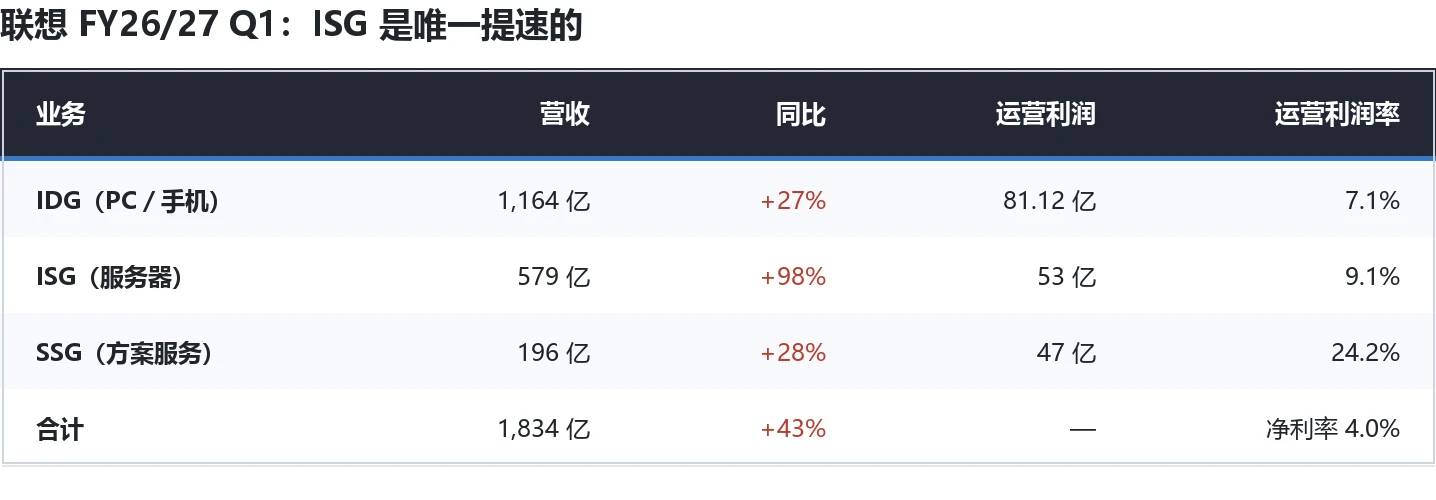 联想 FY26/27 Q1：ISG 是唯一提速的
业务 营收 同比 运营利润 运营利润率
IDG（PC / 手机） 1,164 亿 +27% 81.12 亿 7.1%
ISG（服务器） 579 亿 +98% 53 亿 9.1%
SSG（方案服务） 196 亿 +28% 47 亿 24.2%
合计 1,834 亿 +43% — 净利率 4.0%